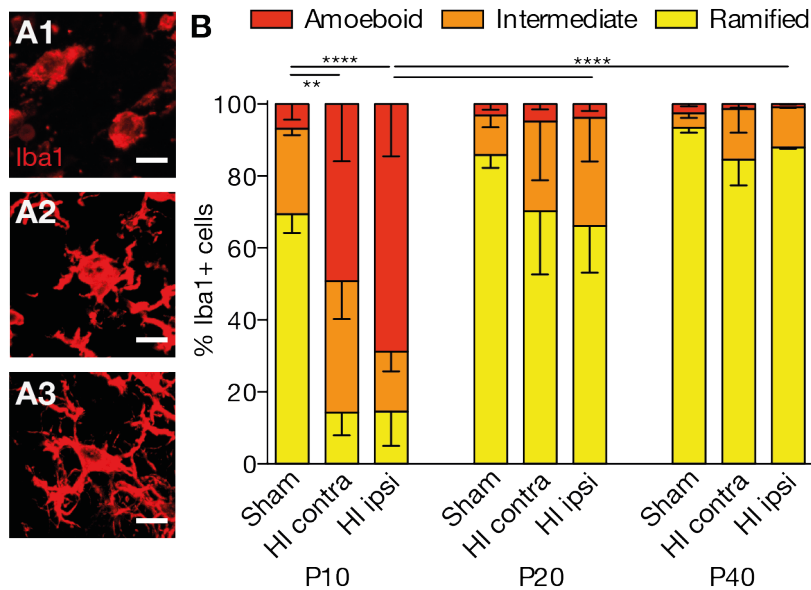 A1
Iba1
A2
A3
B
Amoeboid Intermediate Ramified
****
****
**
% Iba1+ cells
100
80
60
40
20
0
Sham HI contra HI ipsi Sham HI contra HI ipsi Sham HI contra HI ipsi
P10 P20 P40